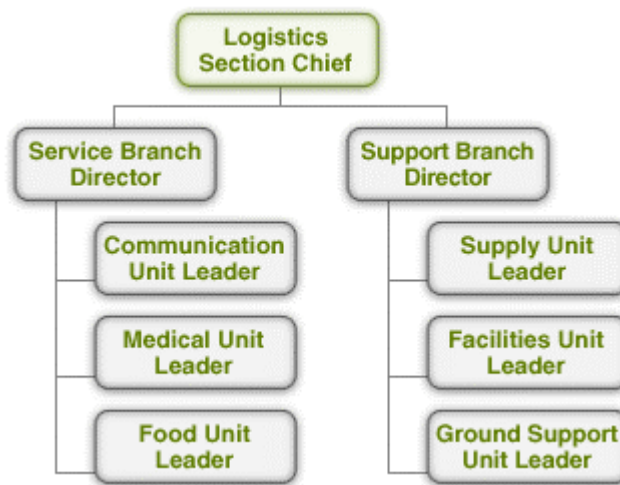 Logistics
Section Chief
Service Branch
Director
Support Branch
Director
Communication
Unit Leader
Supply Unit
Leader
Medical Unit
Leader
Facilities Unit
Leader
Food Unit
Leader
Ground Support
Unit Leader